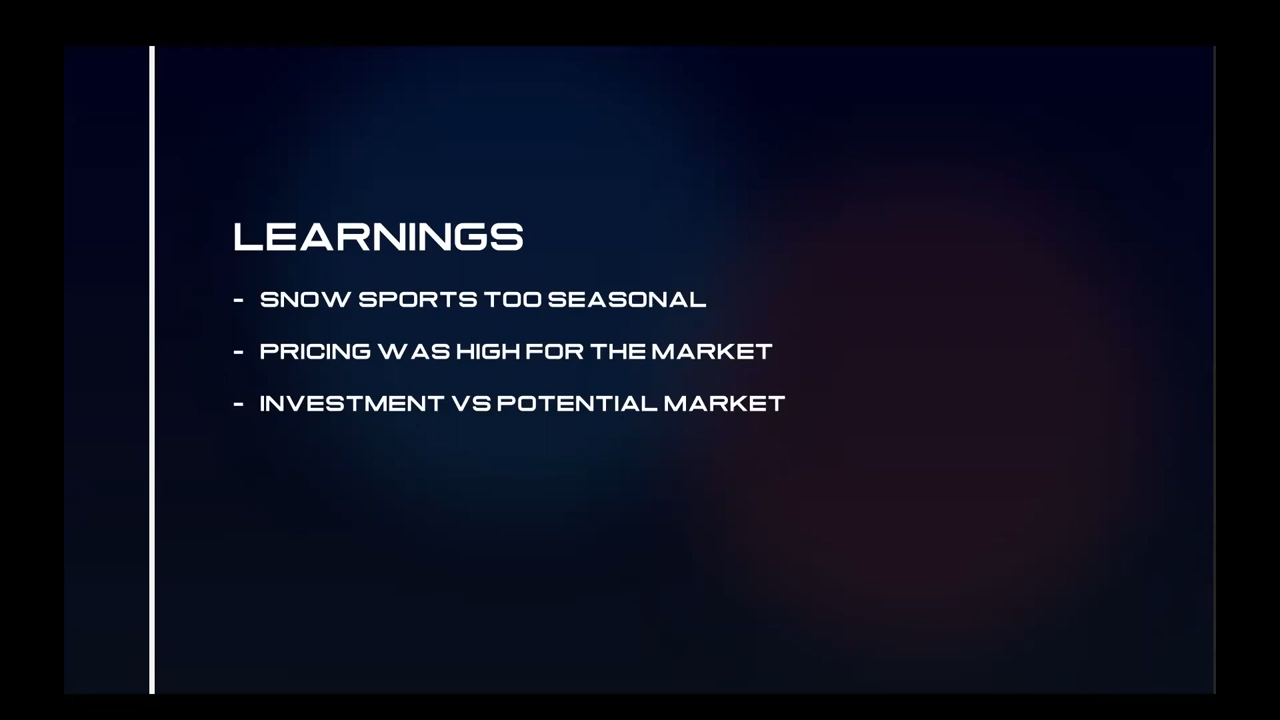 LEARNINGS
- SNOW SPORTS TOO SEASONAL
- PRICING WAS HIGH FOR THE MARKET
- INVESTMENT VS POTENTIAL MARKET